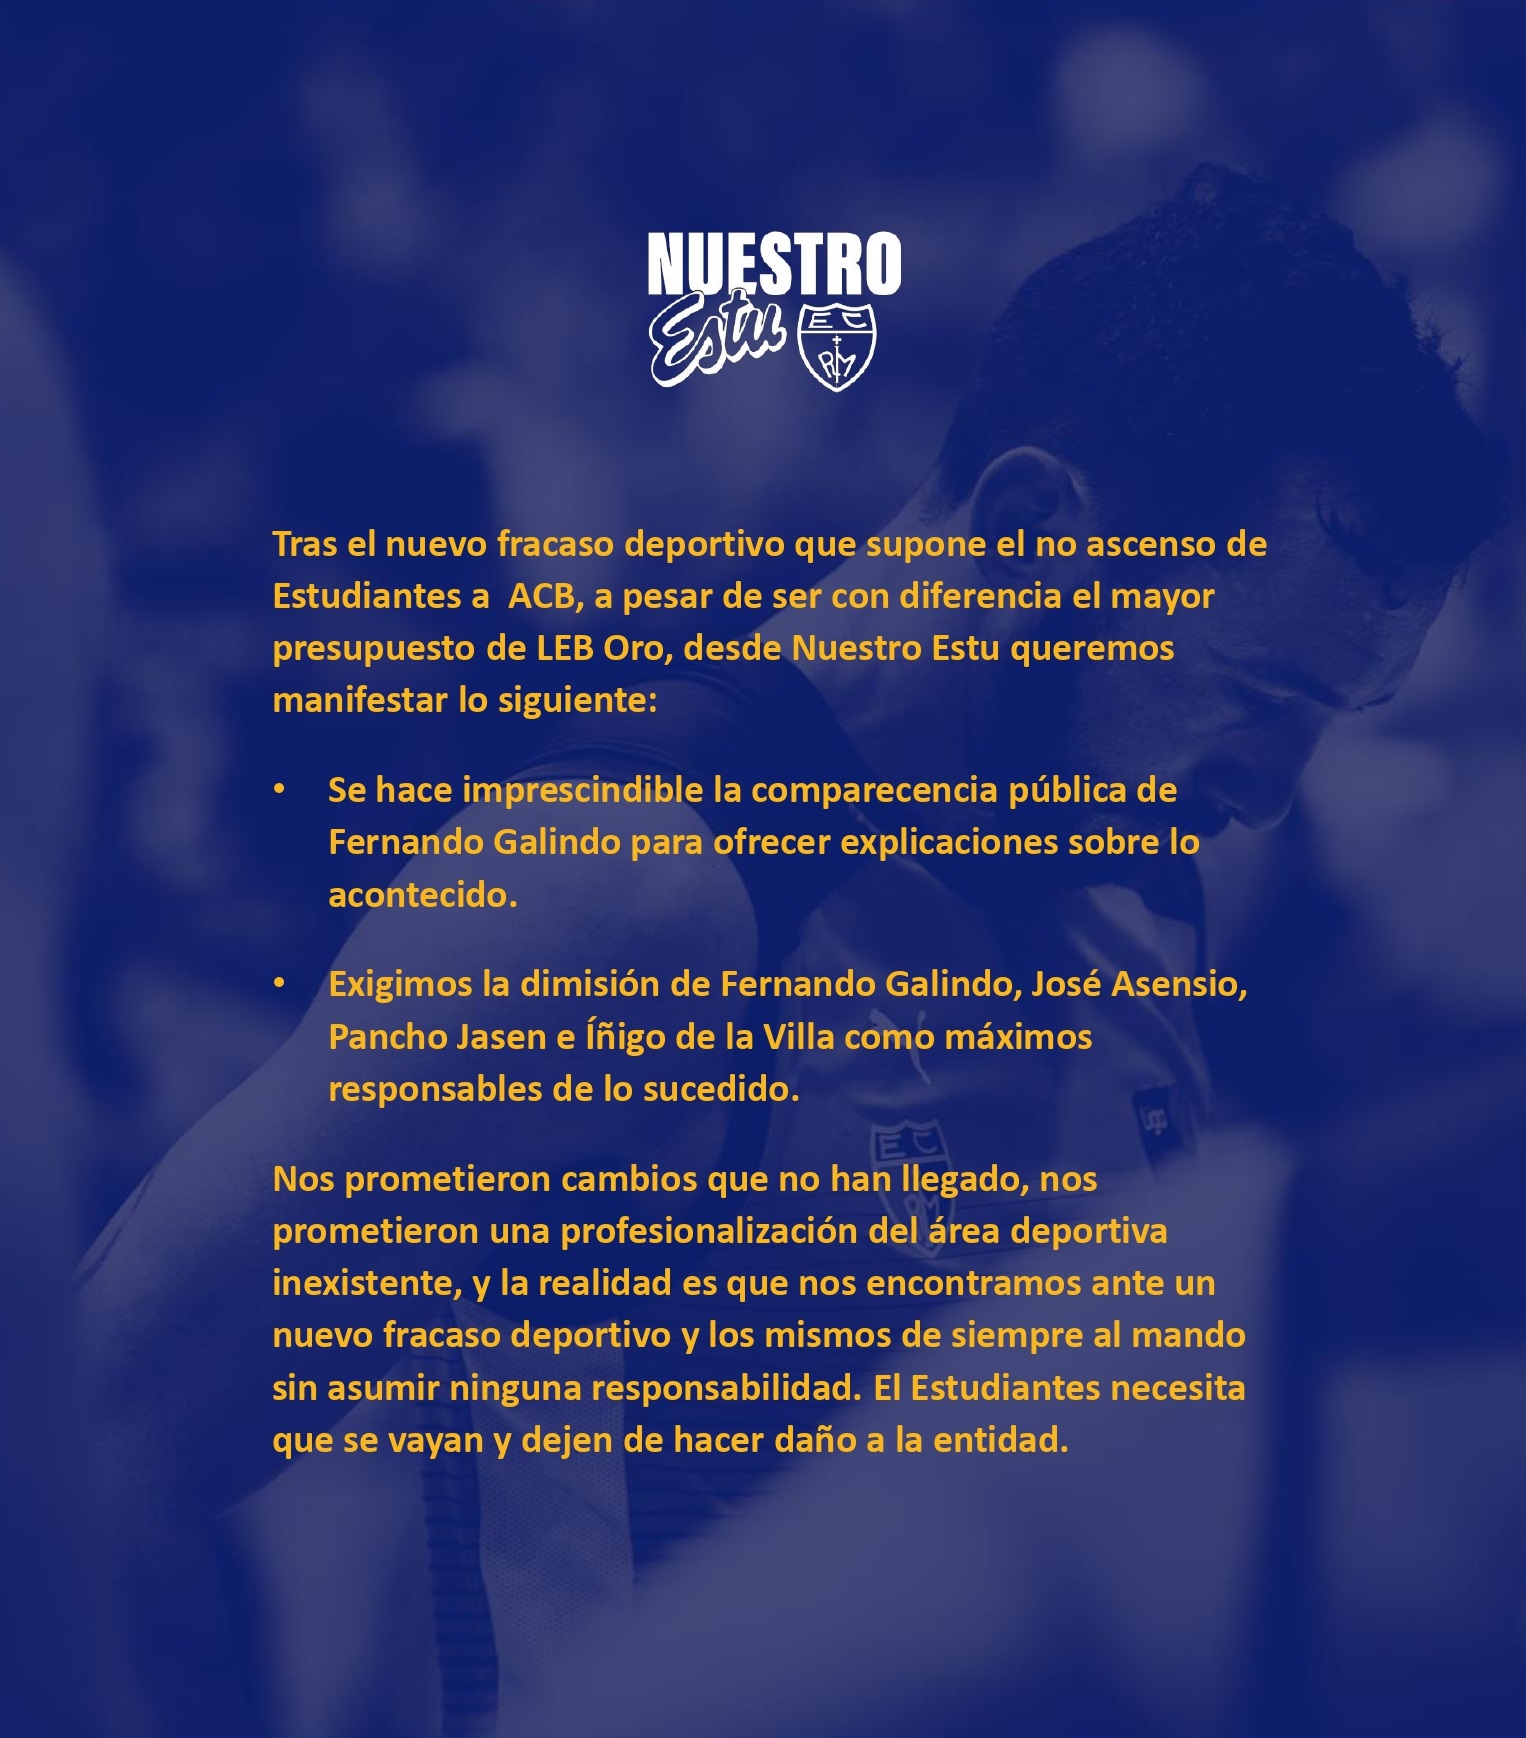 NUESTRO
Estu
E C
RM
Tras el nuevo fracaso deportivo que supone el no ascenso de
Estudiantes a  ACB, a pesar de ser con diferencia el mayor
presupuesto de LEB Oro, desde Nuestro Estu queremos
manifestar lo siguiente:
• Se hace imprescindible la comparecencia pública de
Fernando Galindo para ofrecer explicaciones sobre lo
acontecido.
• Exigimos la dimisión de Fernando Galindo, José Asensio,
Pancho Jasen e Íñigo de la Villa como máximos
responsables de lo sucedido.
E C
RM
Nos prometieron cambios que no han llegado, nos
prometieron una profesionalización del área deportiva
inexistente, y la realidad es que nos encontramos ante un
nuevo fracaso deportivo y los mismos de siempre al mando
sin asumir ninguna responsabilidad. El Estudiantes necesita
que se vayan y dejen de hacer daño a la entidad.